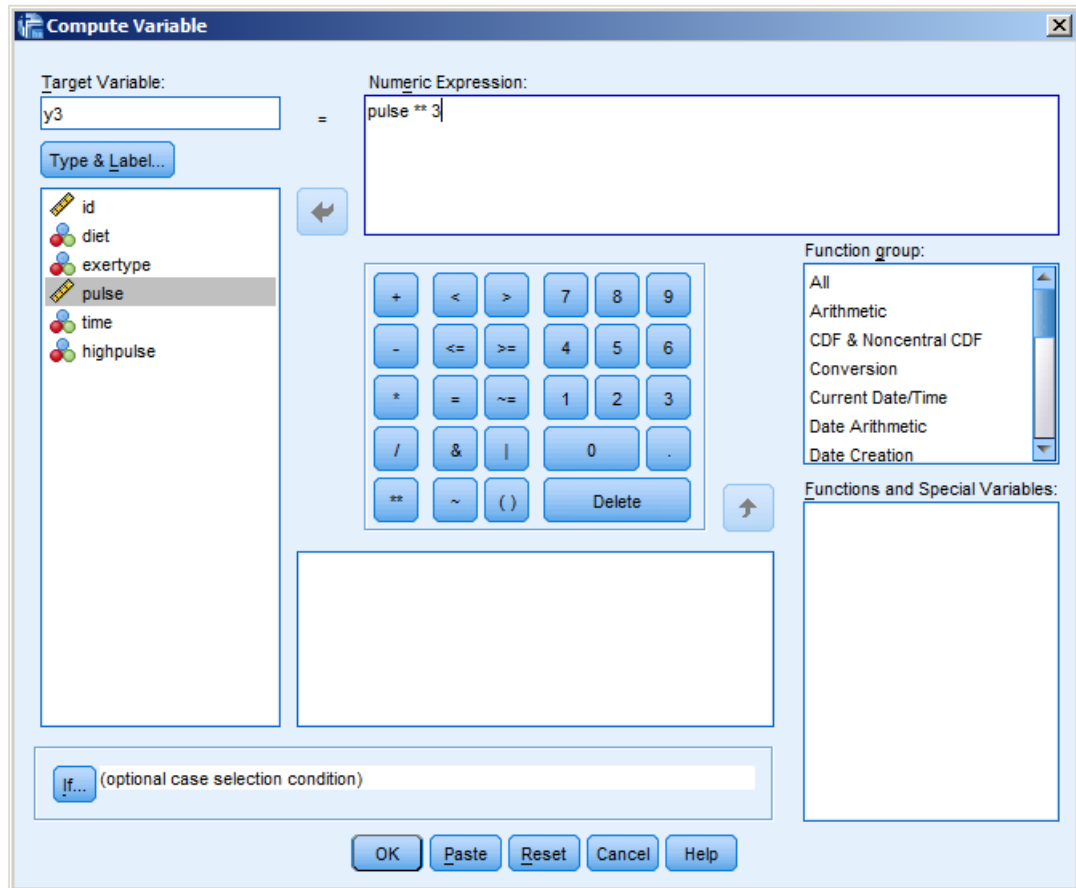 Compute Variable
Target Variable:
y3
=
Numeric Expression:
pulse ** 3
Type & Label...
id
diet
exertype
pulse
time
highpulse
+ < > 7 8 9
- <= >= 4 5 6
* = ~= 1 2 3
/ & | 0 .
** ~ ( ) Delete
Function group:
All
Arithmetic
CDF & Noncentral CDF
Conversion
Current Date/Time
Date Arithmetic
Date Creation
Functions and Special Variables:
If... (optional case selection condition)
OK Paste Reset Cancel Help